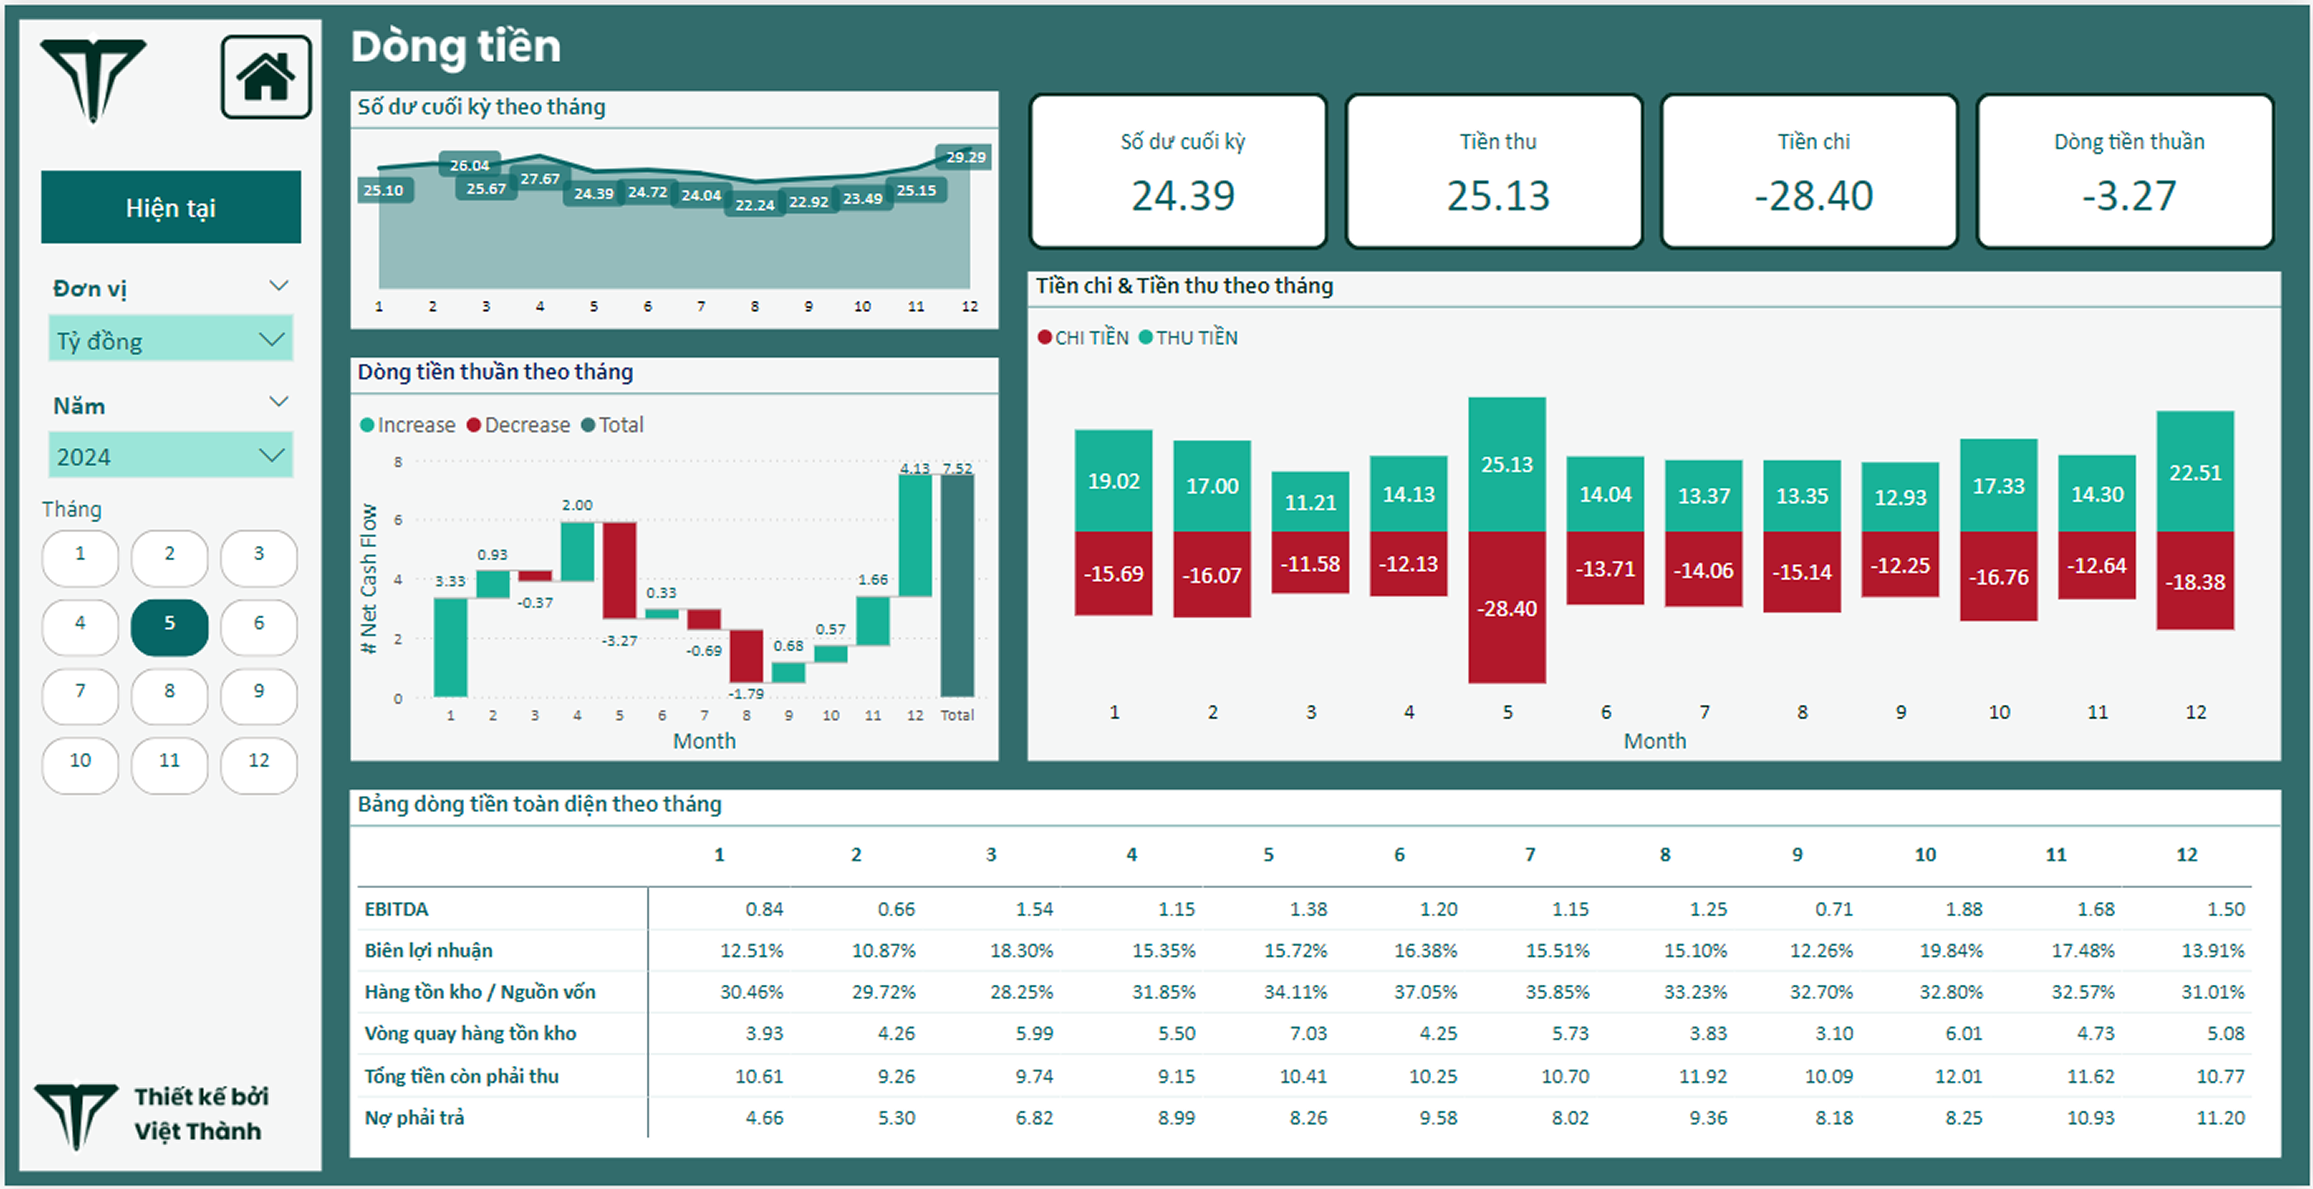 Dòng tiền
Hiện tại
Đơn vị
Tỷ đồng
Năm
2024
Tháng
1 2 3
4 5 6
7 8 9
10 11 12
Thiết kế bởi
Việt Thành
Số dư cuối kỳ theo tháng
25.10 26.04 25.67 27.67 24.39 24.72 24.04 22.24 22.92 23.49 25.15 29.29
1 2 3 4 5 6 7 8 9 10 11 12
Số dư cuối kỳ
24.39
Tiền thu
25.13
Tiền chi
-28.40
Dòng tiền thuần
-3.27
Dòng tiền thuần theo tháng
Increase Decrease Total
# Net Cash Flow
8
6
4
2
0
3.33 0.93 -0.37 2.00 -3.27 0.33 -0.69 -1.79 0.68 0.57 1.66 4.13 7.52
1 2 3 4 5 6 7 8 9 10 11 12 Total
Month
Tiền chi & Tiền thu theo tháng
CHI TIỀN THU TIỀN
19.02 17.00 11.21 14.13 25.13 14.04 13.37 13.35 12.93 17.33 14.30 22.51
-15.69 -16.07 -11.58 -12.13 -28.40 -13.71 -14.06 -15.14 -12.25 -16.76 -12.64 -18.38
1 2 3 4 5 6 7 8 9 10 11 12
Month
Bảng dòng tiền toàn diện theo tháng
1 2 3 4 5 6 7 8 9 10 11 12
EBITDA 0.84 0.66 1.54 1.15 1.38 1.20 1.15 1.25 0.71 1.88 1.68 1.50
Biên lợi nhuận 12.51% 10.87% 18.30% 15.35% 15.72% 16.38% 15.51% 15.10% 12.26% 19.84% 17.48% 13.91%
Hàng tồn kho / Nguồn vốn 30.46% 29.72% 28.25% 31.85% 34.11% 37.05% 35.85% 33.23% 32.70% 32.80% 32.57% 31.01%
Vòng quay hàng tồn kho 3.93 4.26 5.99 5.50 7.03 4.25 5.73 3.83 3.10 6.01 4.73 5.08
Tổng tiền còn phải thu 10.61 9.26 9.74 9.15 10.41 10.25 10.70 11.92 10.09 12.01 11.62 10.77
Nợ phải trả 4.66 5.30 6.82 8.99 8.26 9.58 8.02 9.36 8.18 8.25 10.93 11.20